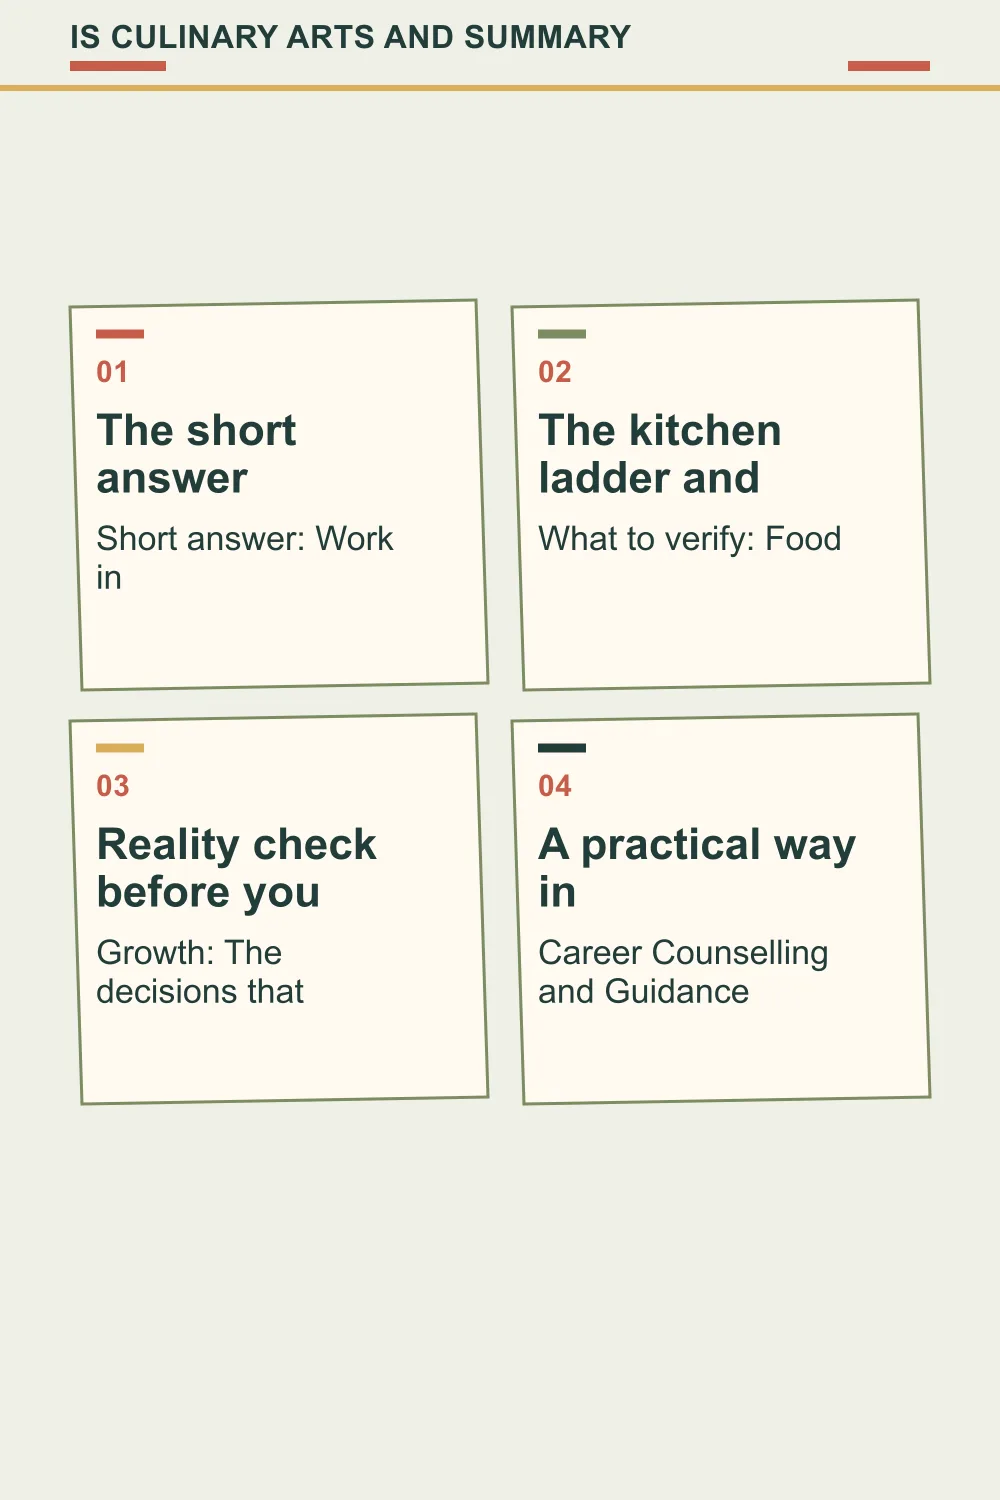 IS CULINARY ARTS AND SUMMARY
01
The short
answer
Short answer: Work
in
02
The kitchen
ladder and
What to verify: Food
03
Reality check
before you
Growth: The
decisions that
04
A practical way
in
Career Counselling
and Guidance